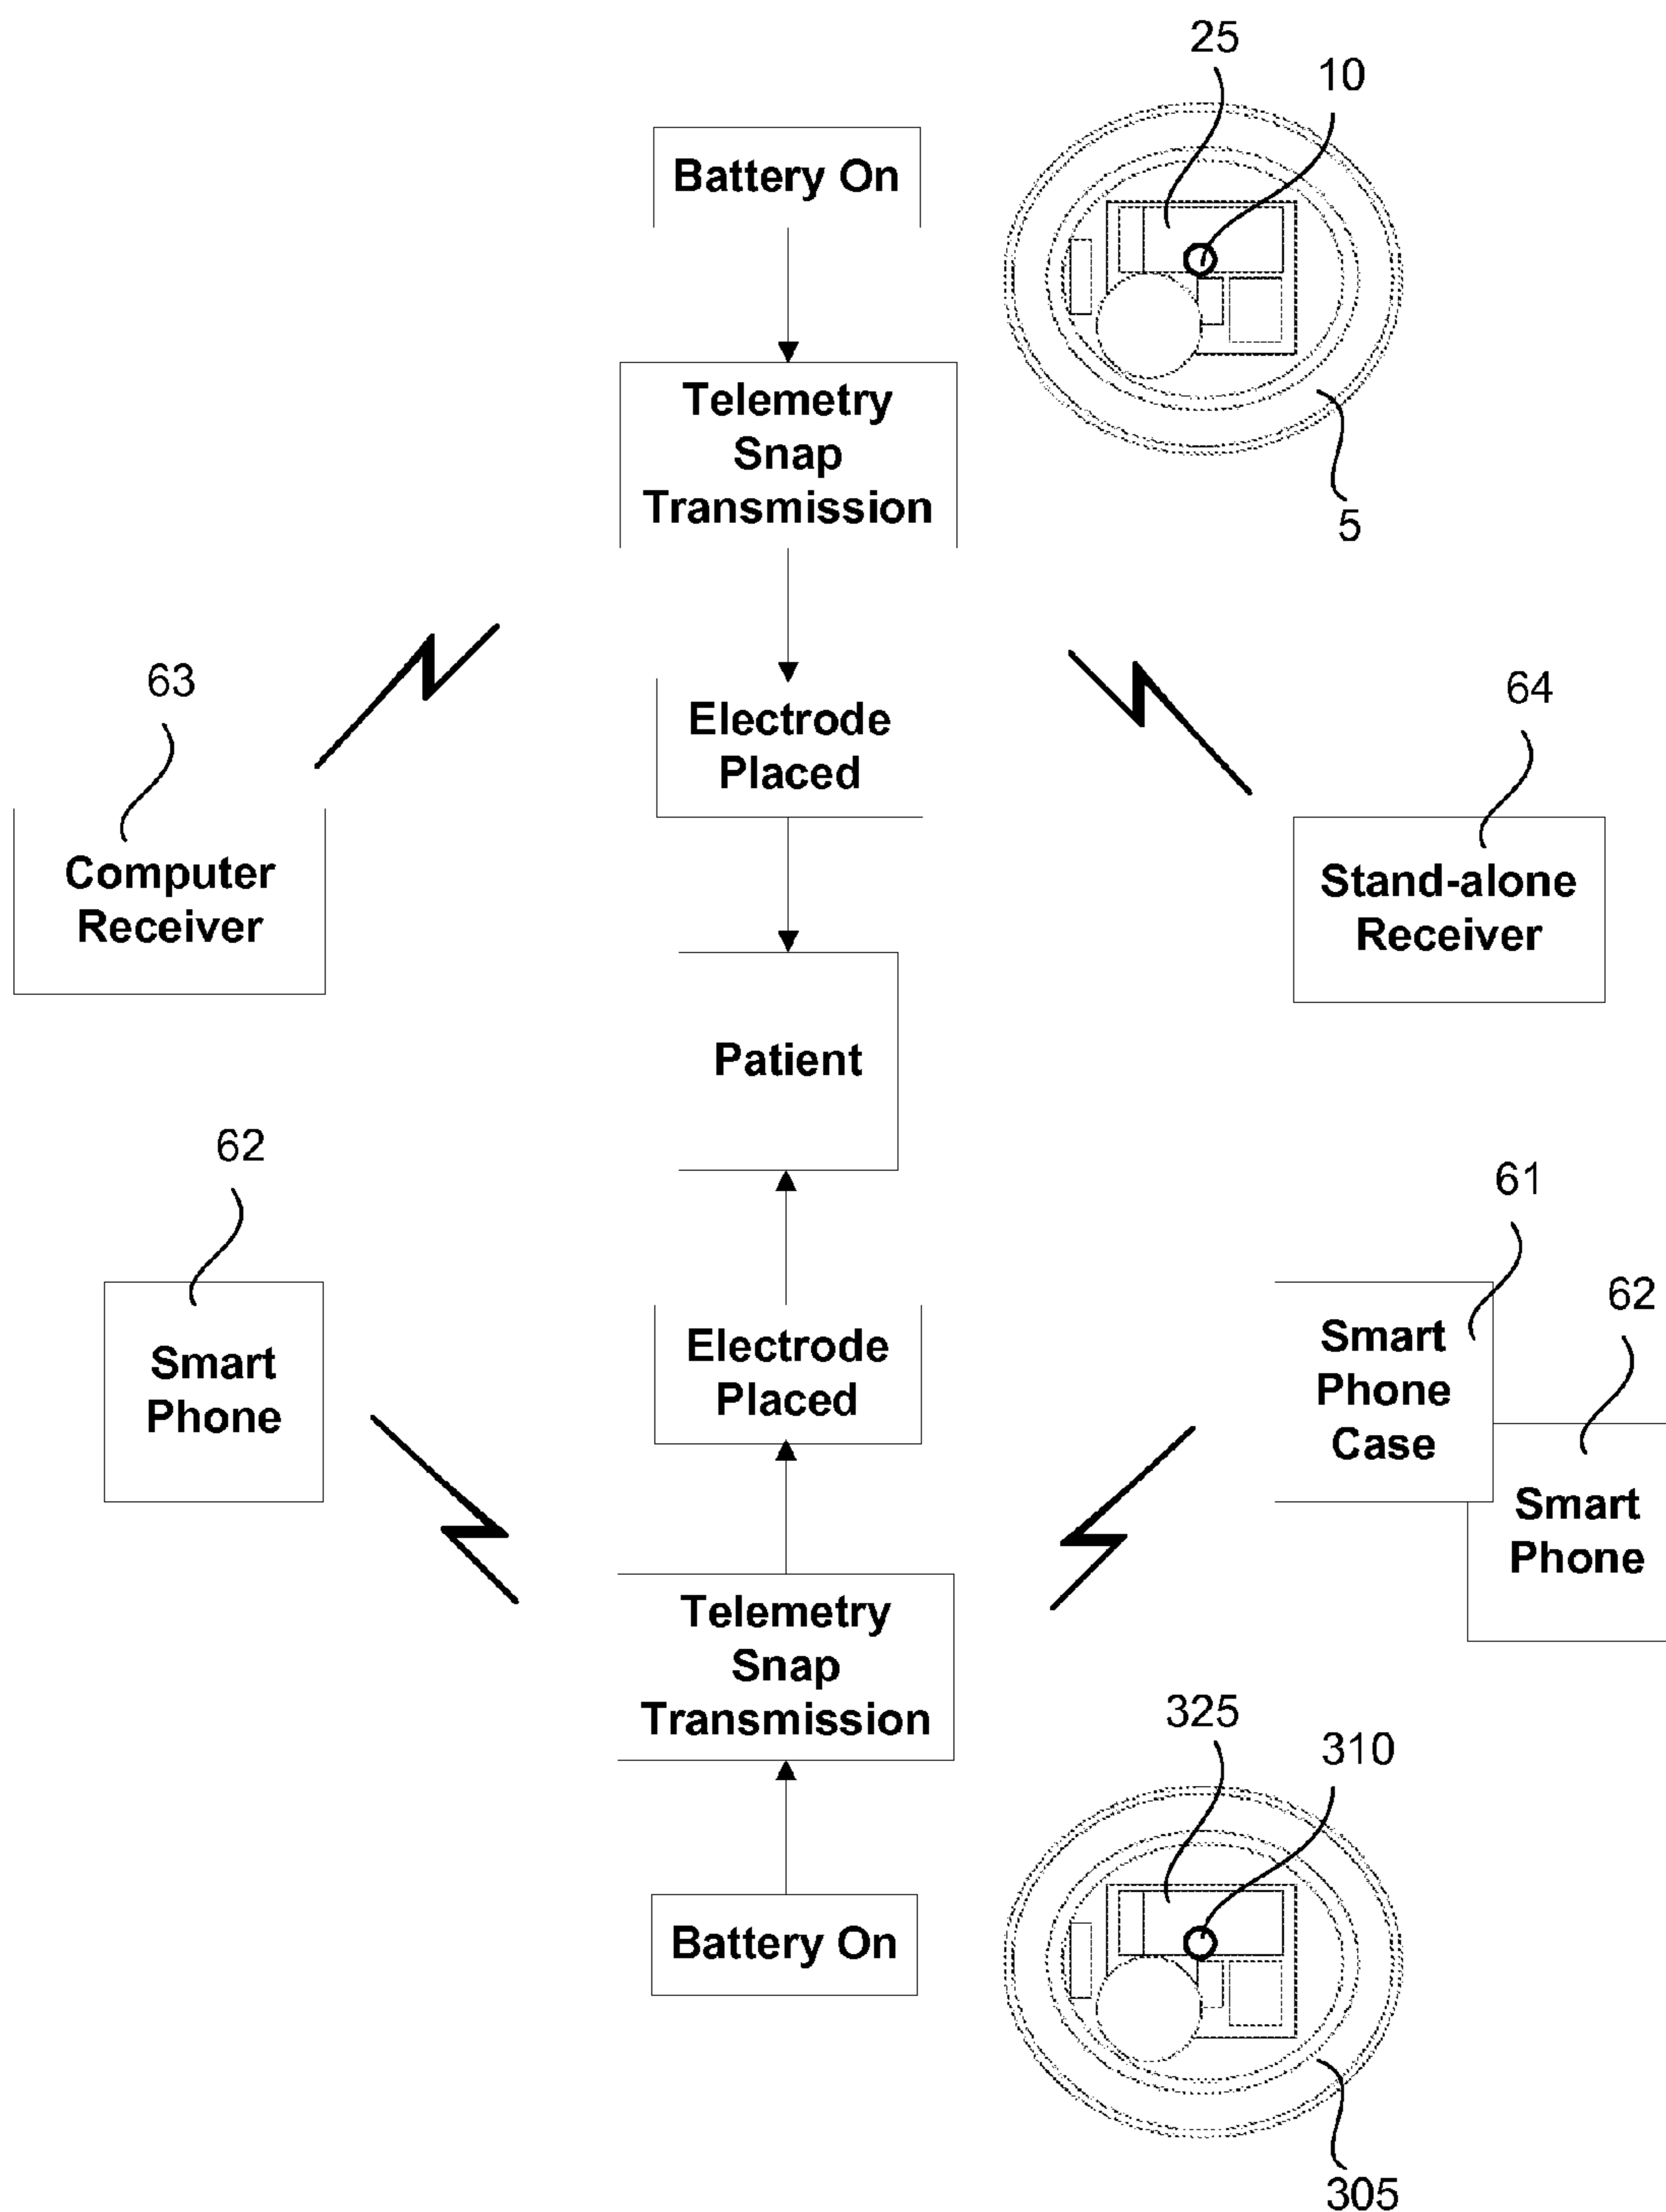 25
10
Battery On
Telemetry
Snap
Transmission
5
63
64
Electrode
Placed
Computer
Receiver
Stand-alone
Receiver
Patient
62
61
62
Smart
Phone
Electrode
Placed
Smart
Phone
Case
Smart
Phone
Telemetry
Snap
Transmission
325
310
Battery On
305